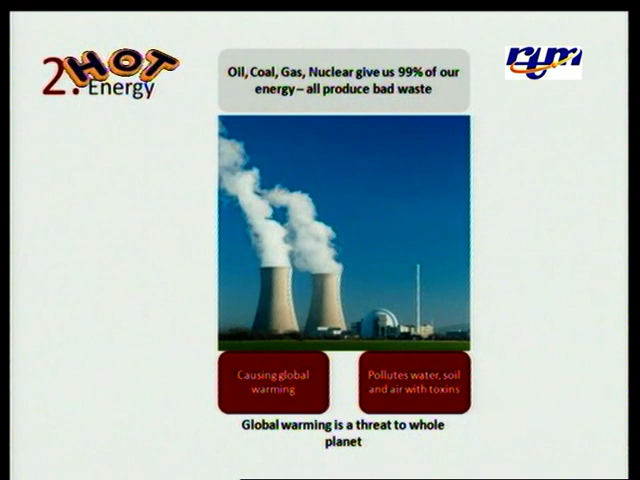 2. HOT
Energy
rym
Oil, Coal, Gas, Nuclear give us 99% of our
energy – all produce bad waste
Causing global
warming
Pollutes water, soil
and air with toxins
Global warming is a threat to whole
planet